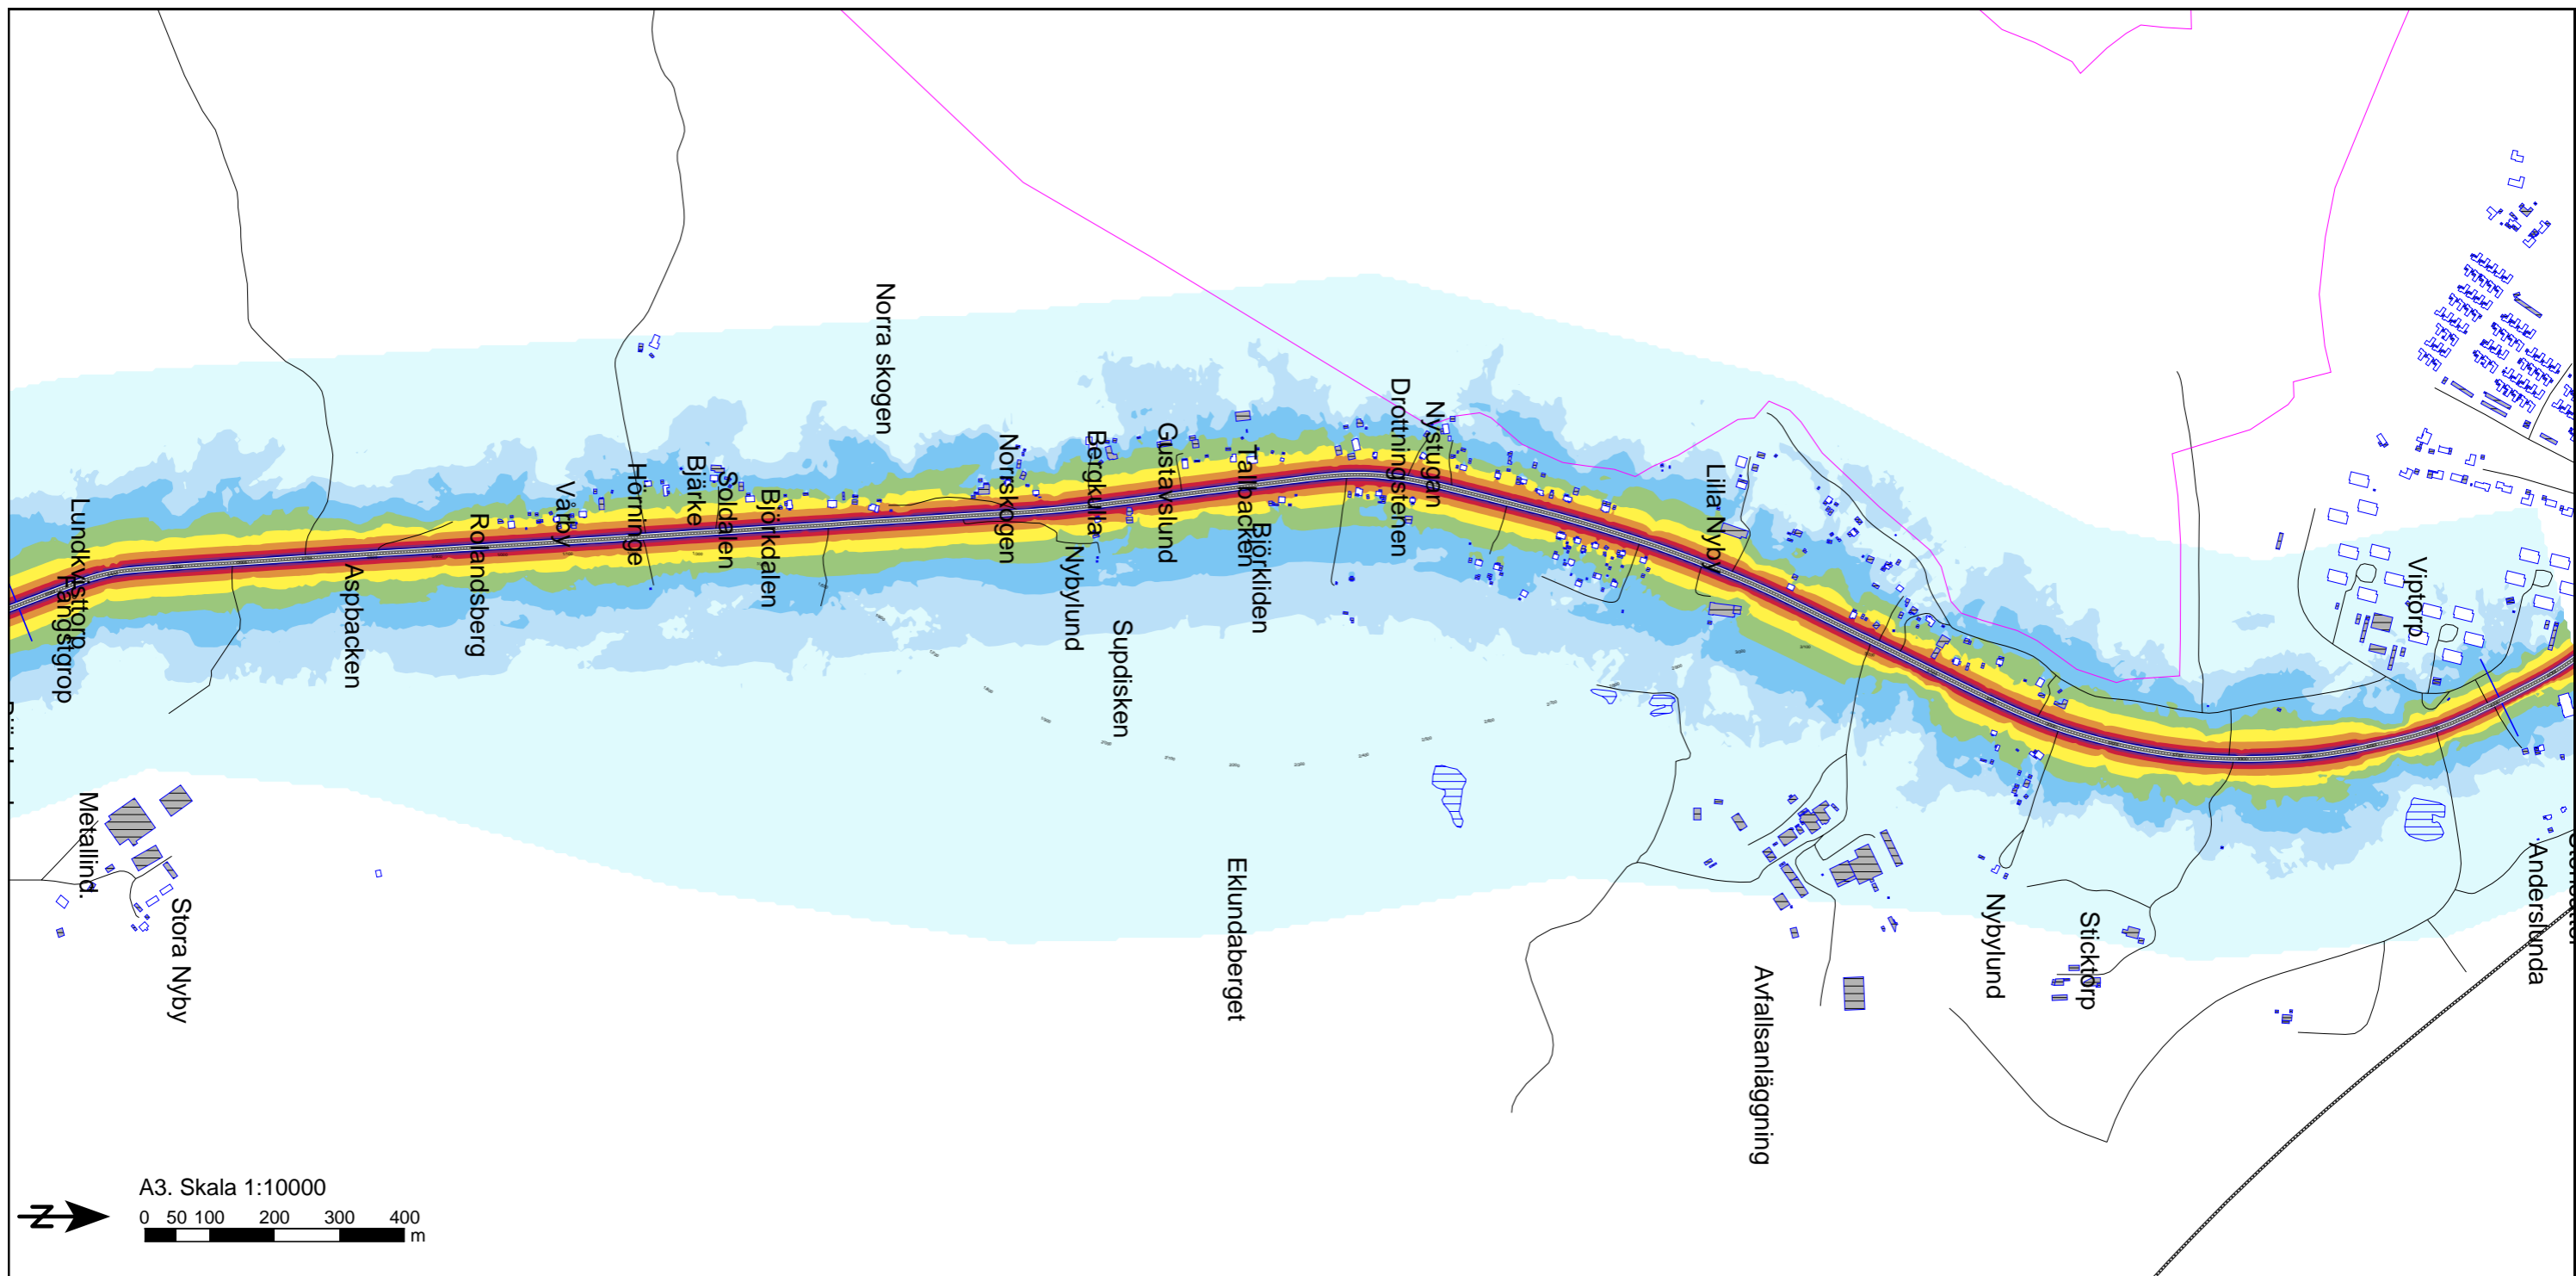 Norra skogen
Drottningstenen
Nystugan
Gustavslund
Bergkulla
Norrskogen
Tallbacken
Bjärke
Hörninge
Soldalen
Lilla Nyby
Vålby
Björkdalen
Lundkvisttorp
Rolandsberg
Björkliden
Nybylund
Viptorp
Aspbacken
Fångstgrop
Supdisken
Metallind.
Anderslunda
Eklundaberget
Stora Nyby
Nybylund
Sticktorp
Avfallsanläggning
A3. Skala 1:10000
0 50 100 200 300 400
m
N